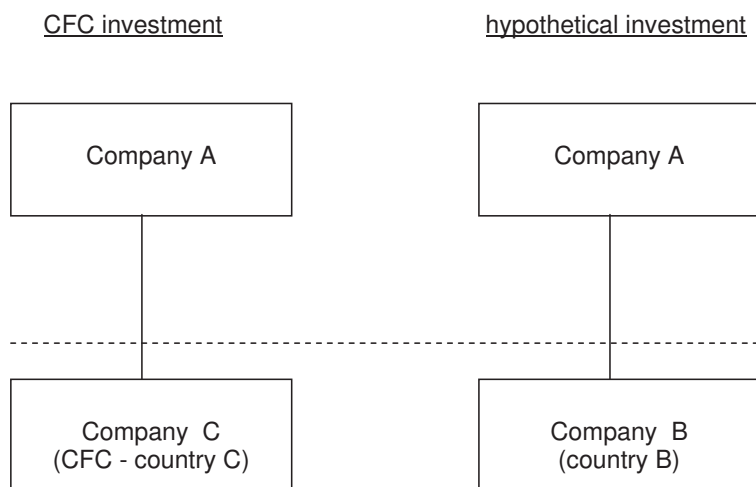 CFC investment
hypothetical investment
Company A
Company A
Company C
(CFC - country C)
Company B
(country B)